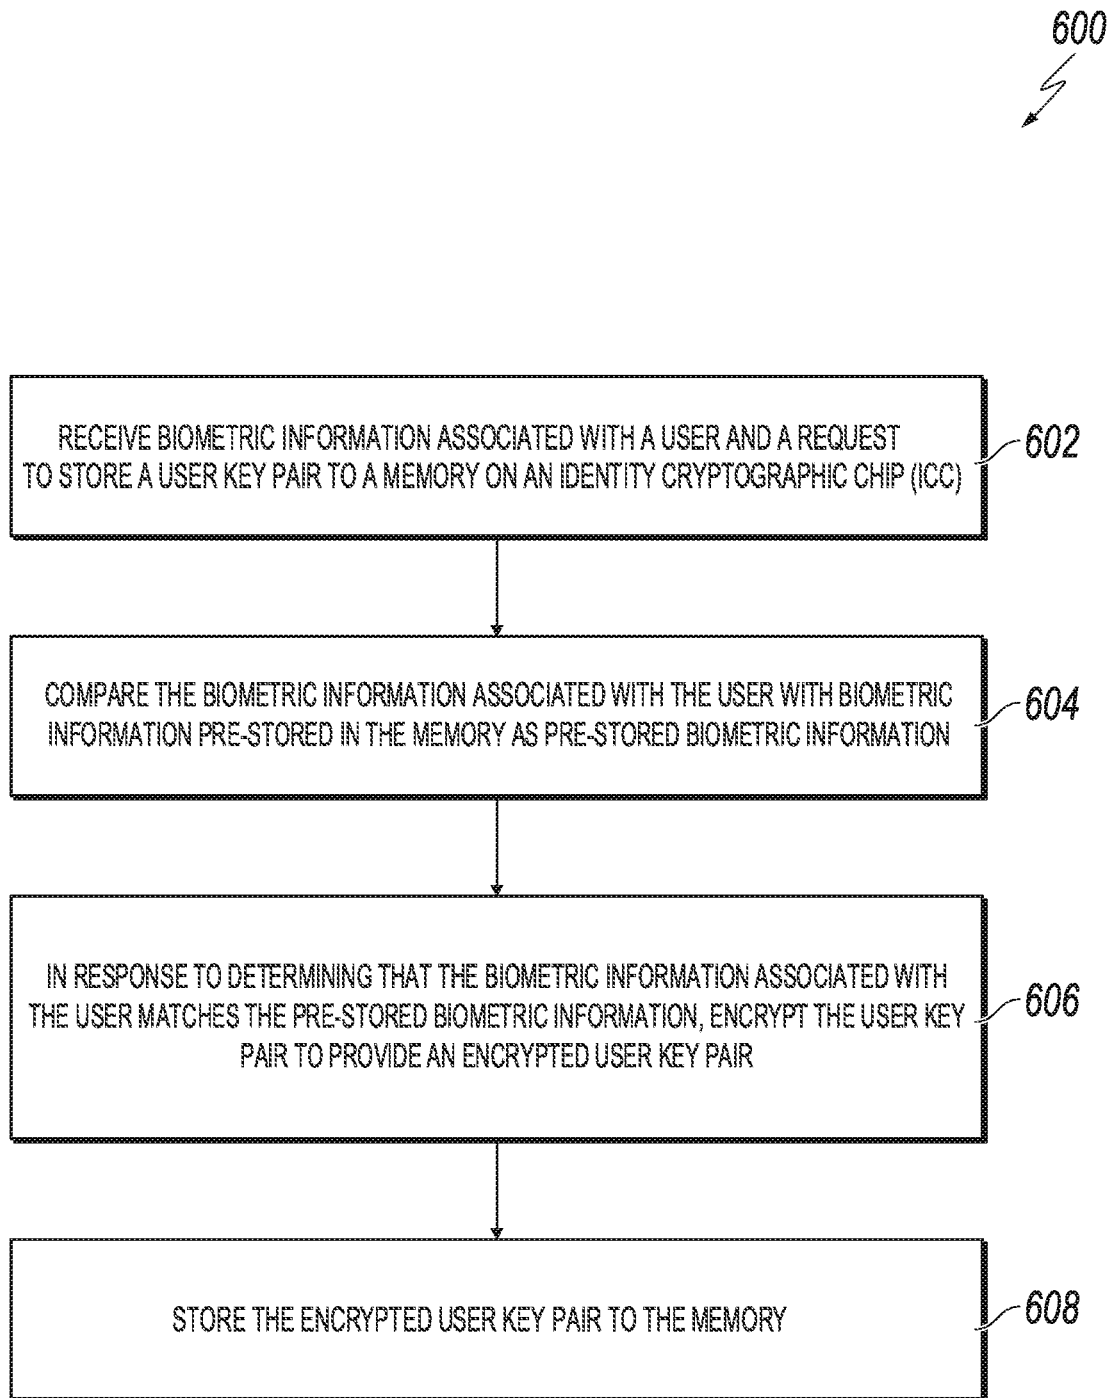 600
RECEIVE BIOMETRIC INFORMATION ASSOCIATED WITH A USER AND A REQUEST
TO STORE A USER KEY PAIR TO A MEMORY ON AN IDENTITY CRYPTOGRAPHIC CHIP (ICC)
602
COMPARE THE BIOMETRIC INFORMATION ASSOCIATED WITH THE USER WITH BIOMETRIC
INFORMATION PRE-STORED IN THE MEMORY AS PRE-STORED BIOMETRIC INFORMATION
604
IN RESPONSE TO DETERMINING THAT THE BIOMETRIC INFORMATION ASSOCIATED WITH
THE USER MATCHES THE PRE-STORED BIOMETRIC INFORMATION, ENCRYPT THE USER KEY
PAIR TO PROVIDE AN ENCRYPTED USER KEY PAIR
606
STORE THE ENCRYPTED USER KEY PAIR TO THE MEMORY
608